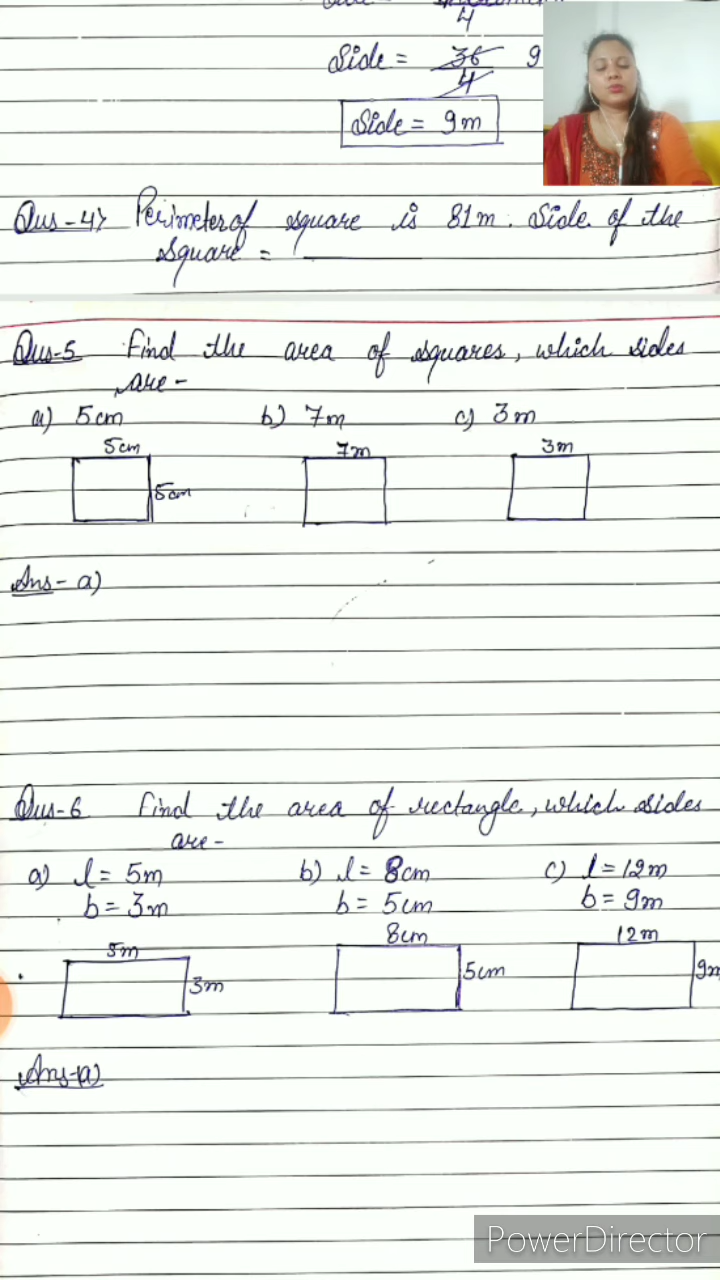 4
Side = 36 9
4
Side = 9m
Qus-4> Perimeter of square is 81m. Side of the
square =
Qus-5 Find the area of squares, which sides
are -
a) 5cm b) 7m c) 3m
5cm 7m 3m
5cm
Ans- a)
Qus-6 Find the area of rectangle, which sides
are -
a) l = 5m b) l = 8cm c) l = 12m
b = 3m b = 5cm b = 9m
5m 8cm 12m
3m 5cm 9m
Ans-a)
PowerDirector